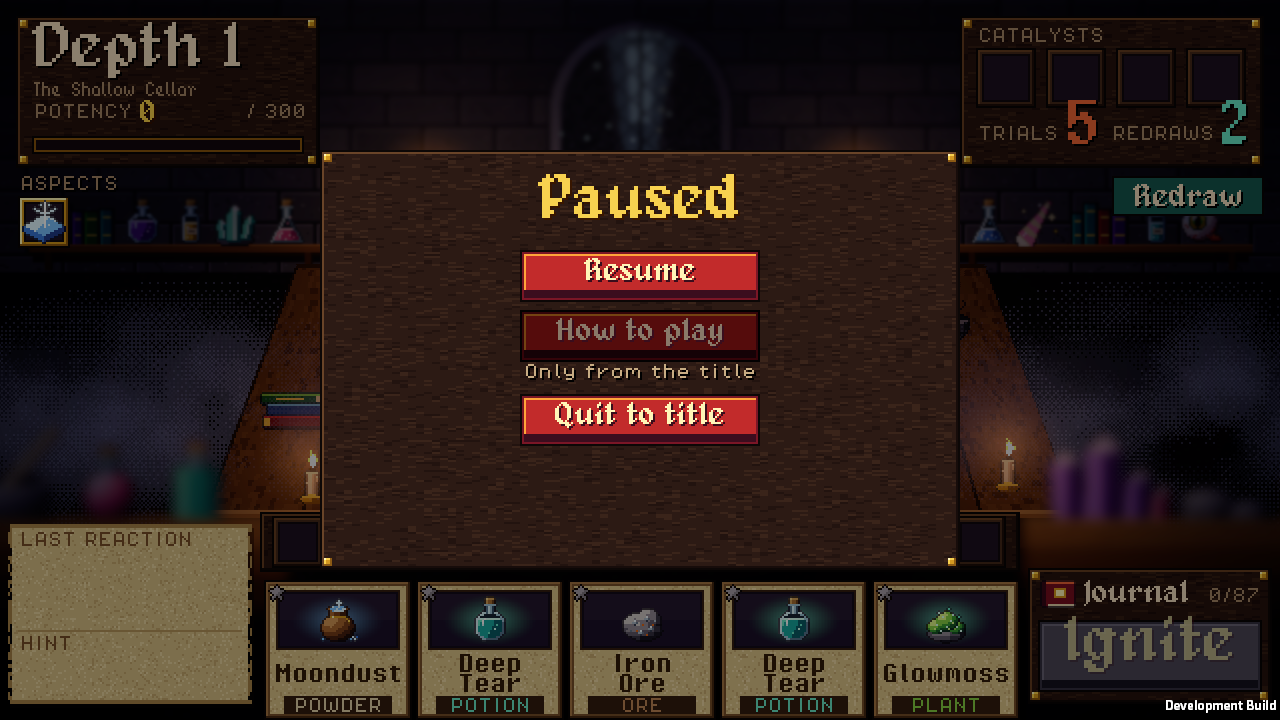 Depth 1
The Shallow Cellar
POTENCY 0 / 300
ASPECTS
CATALYSTS
TRIALS 5 REDRAWS 2
Redraw
Paused
Resume
How to play
Only from the title
Quit to title
LAST REACTION
HINT
Moondust
POWDER
Deep
Tear
POTION
Iron
Ore
ORE
Deep
Tear
POTION
Glowmoss
PLANT
Journal 0/87
Ignite
Development Build